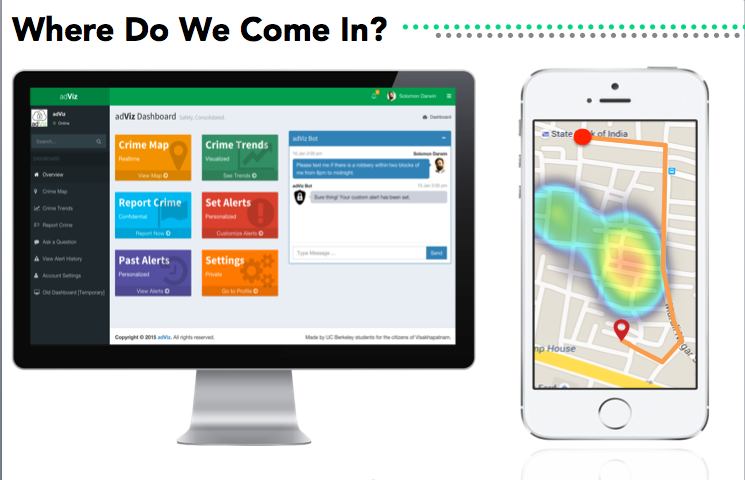 Where Do We Come In?
adViz
Solomon Darwin
adViz
Online
Search...
DASHBOARD
Overview
Crime Map
Crime Trends
Report Crime
Ask a Question
View Alert History
Account Settings
Old Dashboard [Temporary]
adViz Dashboard Safety, Consolidated.
Dashboard
Crime Map
Realtime
View Map
Crime Trends
Visualized
See Trends
Report Crime
Confidential
Report Now
Set Alerts
Personalized
Customize Alerts
Past Alerts
Personalized
View Alerts
Settings
Private
Go to Profile
adViz Bot
Solomon Darwin
Please text me if there is a robbery within two blocks of
me from 6pm to midnight.
adViz Bot
Sure thing! Your custom alert has been set.
Type Message ...
Send
Copyright © 2015 adViz. All rights reserved.
Made by UC Berkeley students for the citizens of Visakhapatnam.
State
k of India
Nagar
mp House